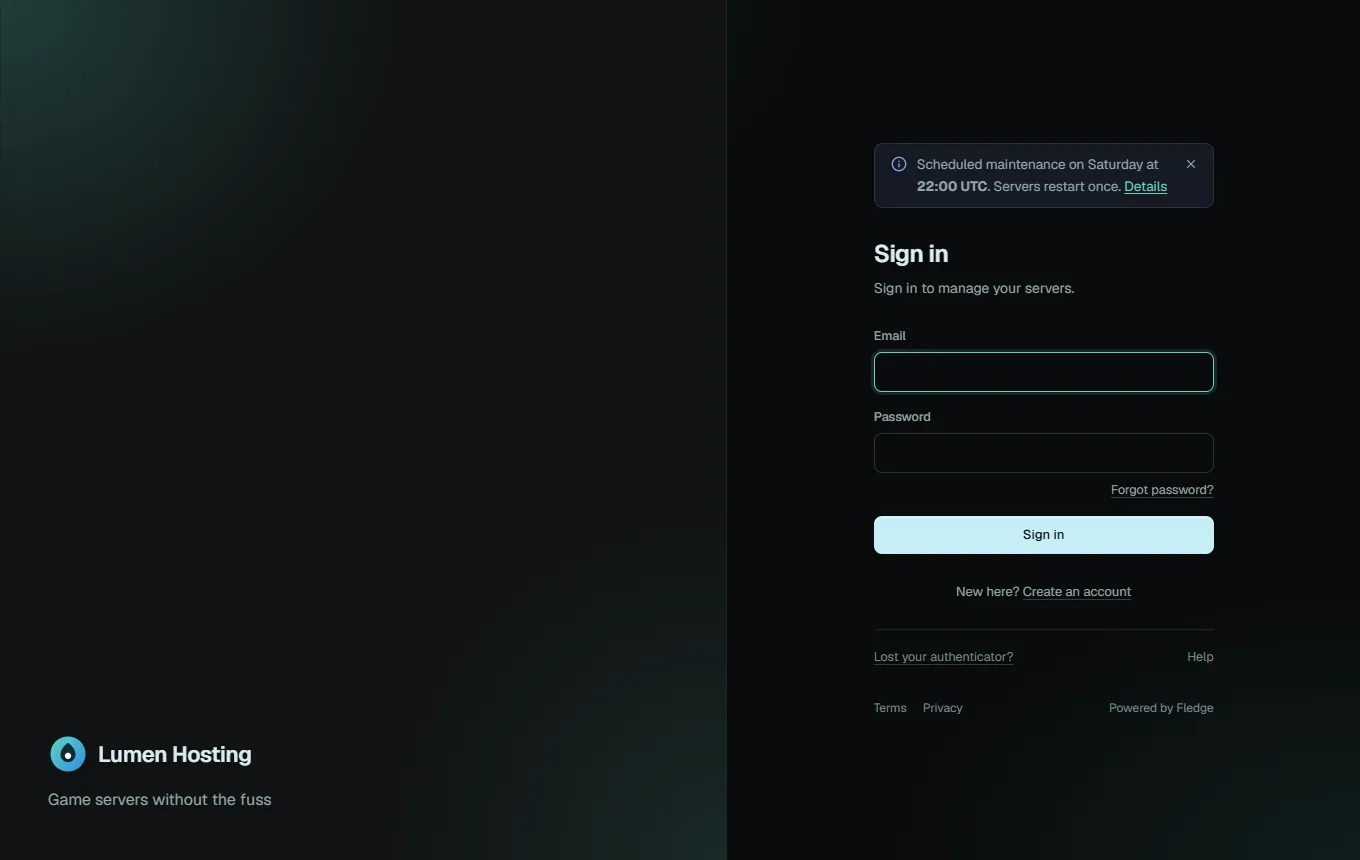 Scheduled maintenance on Saturday at
22:00 UTC. Servers restart once. Details
Sign in
Sign in to manage your servers.
Email
Password
Forgot password?
Sign in
New here? Create an account
Lost your authenticator? Help
Terms Privacy Powered by Fledge
Lumen Hosting
Game servers without the fuss